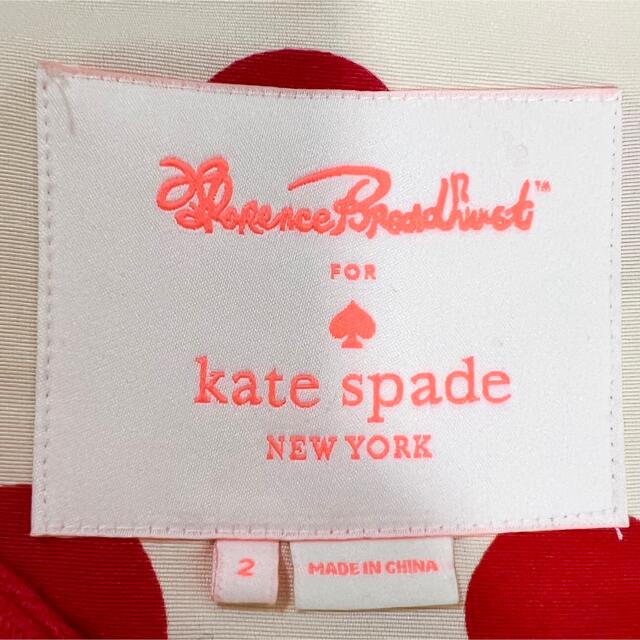 Florence Broadhurst™
FOR
kate spade
NEW YORK
2
MADE IN CHINA